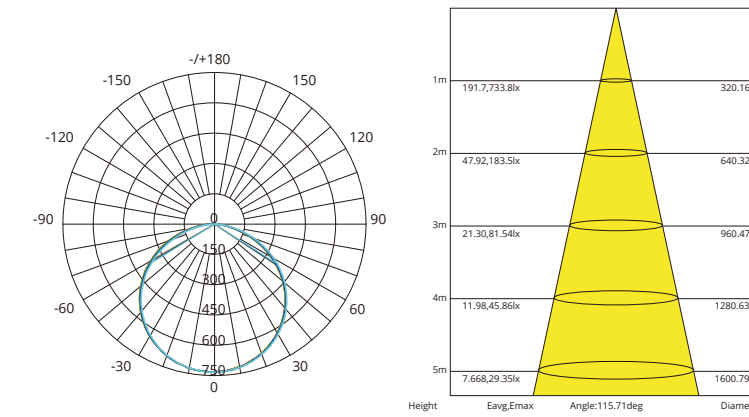 -/+180
-150
150
-120
120
-90
90
-60
60
-30
30
0
0
150
300
450
600
750
1m
191.7,733.8lx
320.16
2m
47.92,183.5lx
640.32
3m
21.30,81.54lx
960.47
4m
11.98,45.86lx
1280.63
5m
7.668,29.35lx
1600.79
Height
Eavg,Emax
Angle:115.71deg
Diame